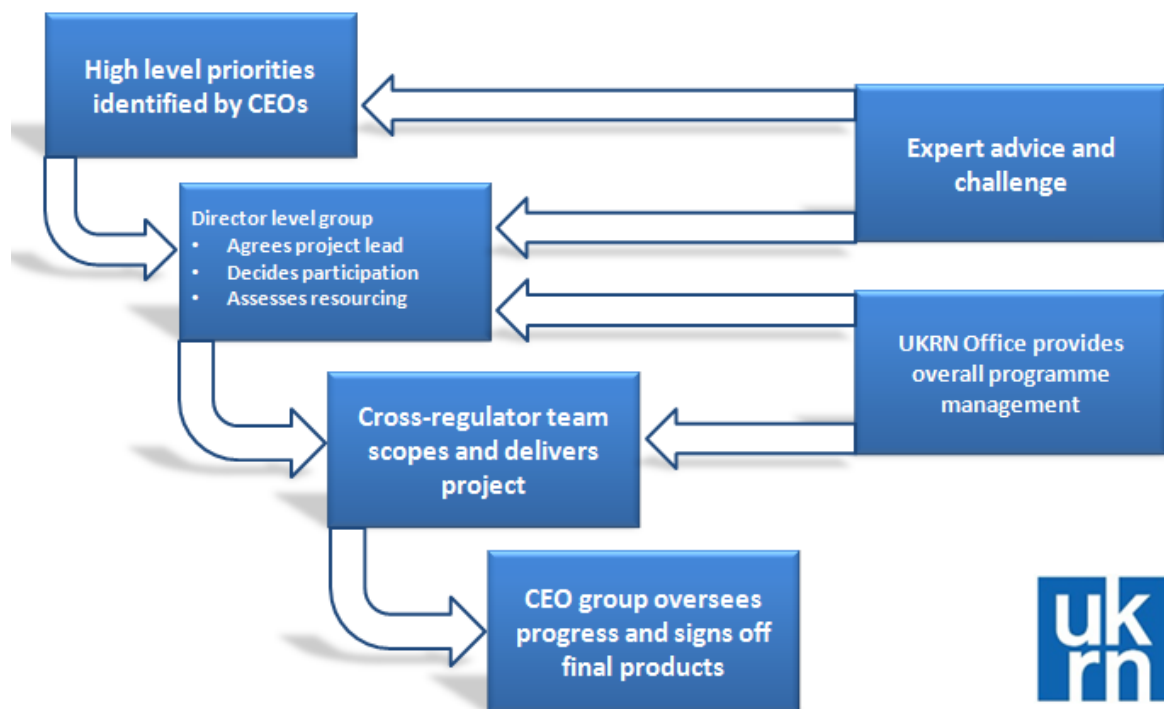 High level priorities
identified by CEOs
Expert advice and
challenge
Director level group
• Agrees project lead
• Decides participation
• Assesses resourcing
UKRN Office provides
overall programme
management
Cross-regulator team
scopes and delivers
project
CEO group oversees
progress and signs off
final products
uk
rn